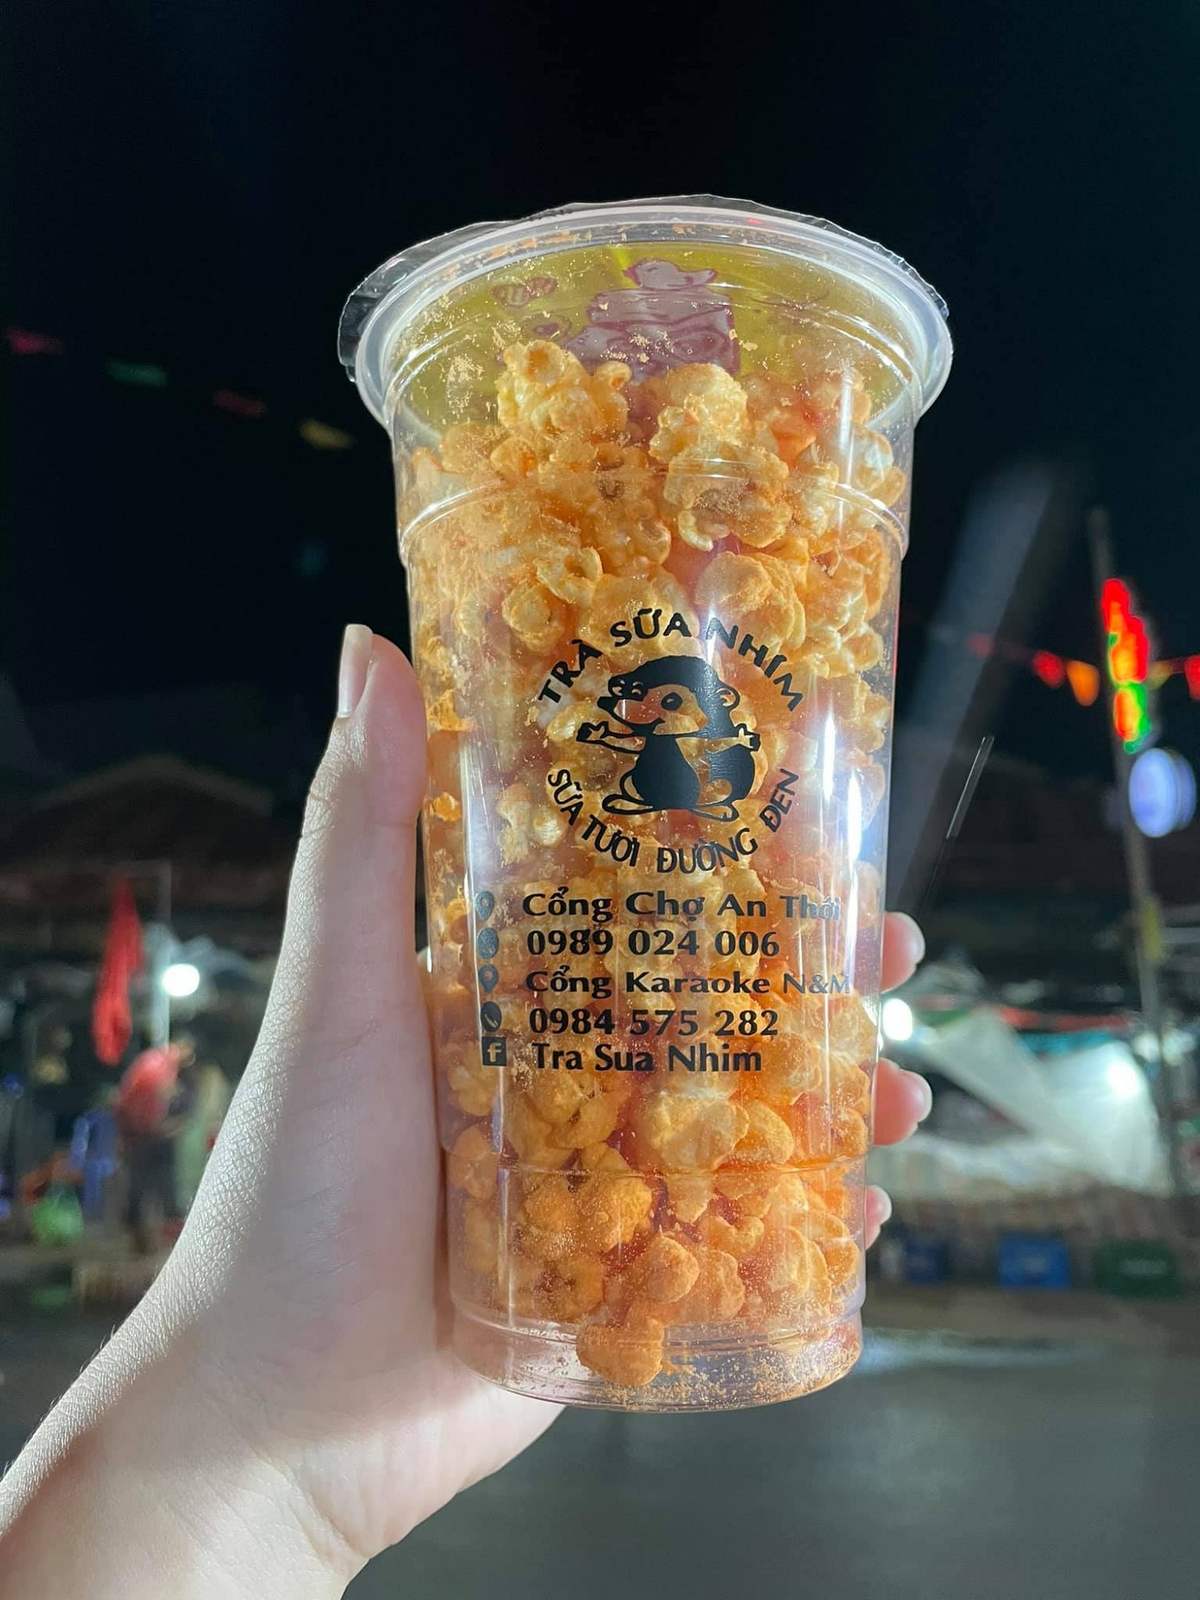 TRÀ SỮA NHÍM
SỮA TƯƠI ĐƯỜNG ĐEN
Cổng Chợ An Thới
0989 024 006
Cổng Karaoke N&M
0984 575 282
f Tra Sua Nhim